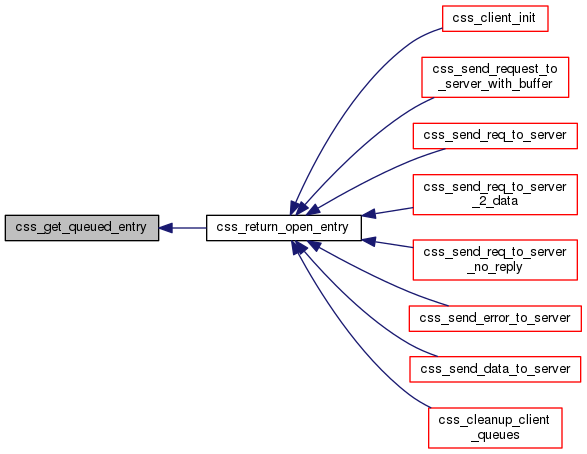 css_client_init
css_send_request_to
_server_with_buffer
css_send_req_to_server
css_send_req_to_server
_2_data
css_get_queued_entry
css_return_open_entry
css_send_req_to_server
_no_reply
css_send_error_to_server
css_send_data_to_server
css_cleanup_client
_queues